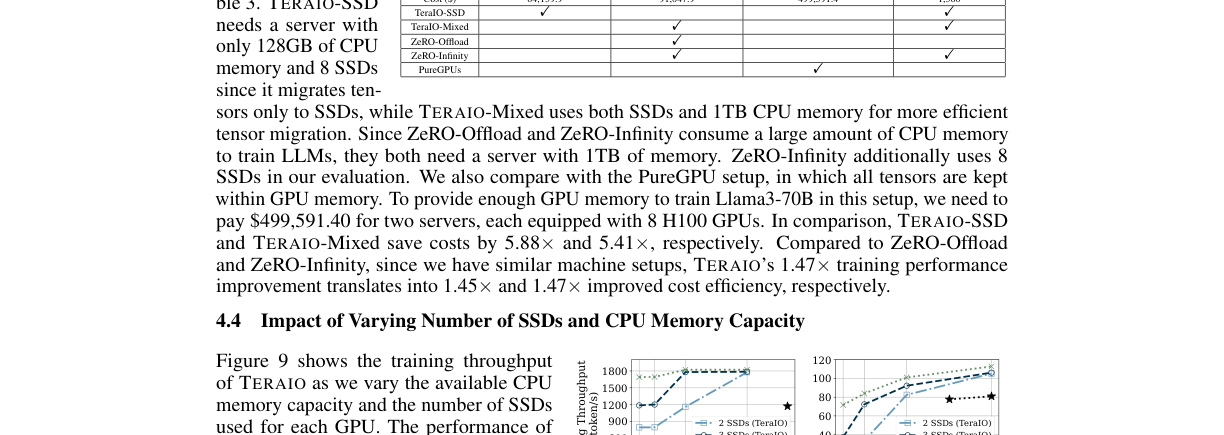 ble 3. TERAIO-SSD
needs a server with
only 128GB of CPU
memory and 8 SSDs
since it migrates ten-
TeraIO-SSD ✓ ✓
TeraIO-Mixed ✓ ✓
ZeRO-Offload ✓
ZeRO-Infinity ✓ ✓
PureGPUs ✓
sors only to SSDs, while TERAIO-Mixed uses both SSDs and 1TB CPU memory for more efficient
tensor migration. Since ZeRO-Offload and ZeRO-Infinity consume a large amount of CPU memory
to train LLMs, they both need a server with 1TB of memory. ZeRO-Infinity additionally uses 8
SSDs in our evaluation. We also compare with the PureGPU setup, in which all tensors are kept
within GPU memory. To provide enough GPU memory to train Llama3-70B in this setup, we need to
pay $499,591.40 for two servers, each equipped with 8 H100 GPUs. In comparison, TERAIO-SSD
and TERAIO-Mixed save costs by 5.88× and 5.41×, respectively. Compared to ZeRO-Offload
and ZeRO-Infinity, since we have similar machine setups, TERAIO's 1.47× training performance
improvement translates into 1.45× and 1.47× improved cost efficiency, respectively.
4.4 Impact of Varying Number of SSDs and CPU Memory Capacity
Figure 9 shows the training throughput
of TERAIO as we vary the available CPU
memory capacity and the number of SSDs
used for each GPU. The performance of
g Throughput
token/s)
1800
1500
1200
900
2 SSDs (TeraIO)
120
100
80
60
2 SSDs (TeraIO)